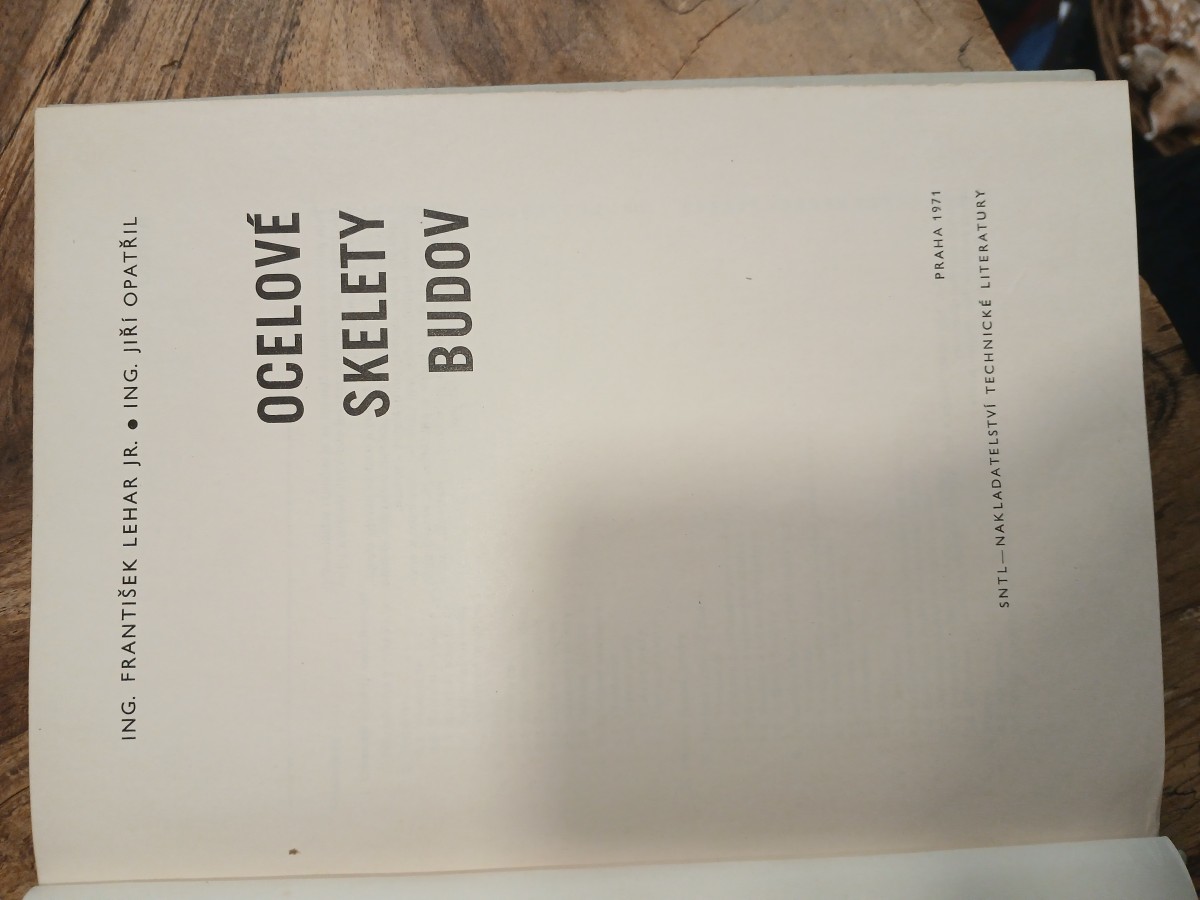 ING. FRANTIŠEK LEHAR JR. ● ING. JIŘÍ OPATŘIL
OCELOVÉ
SKELETY
BUDOV
PRAHA 1971
SNTL—NAKLADATELSTVÍ TECHNICKÉ LITERATURY